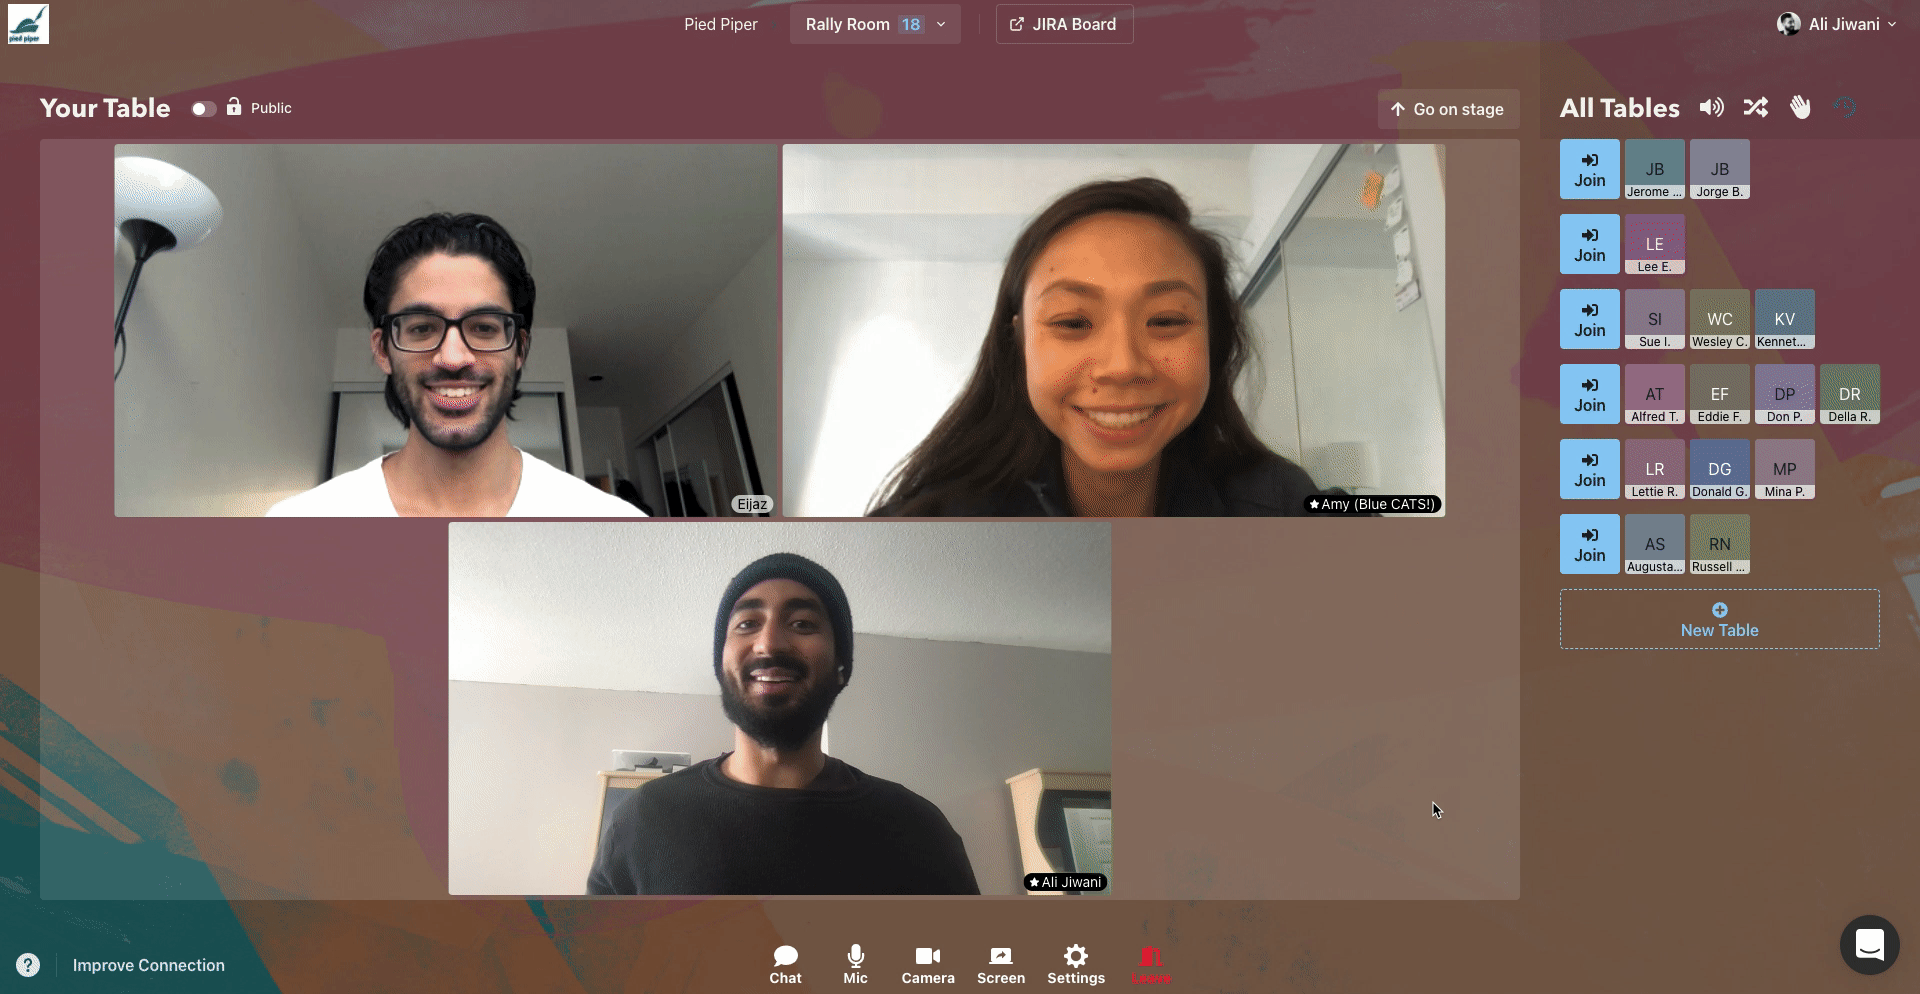 pied piper
Pied Piper
Rally Room 18
JIRA Board
Ali Jiwani
Your Table
Public
Go on stage
All Tables
Eijaz
Amy (Blue CATS!)
Ali Jiwani
Join
JB
Jerome ...
JB
Jorge B.
Join
LE
Lee E.
Join
SI
Sue I.
WC
Wesley C.
KV
Kennet...
Join
AT
Alfred T.
EF
Eddie F.
DP
Don P.
DR
Della R.
Join
LR
Lettie R.
DG
Donald G.
MP
Mina P.
Join
AS
Augusta...
RN
Russell ...
New Table
?
Improve Connection
Chat
Mic
Camera
Screen
Settings
Leave